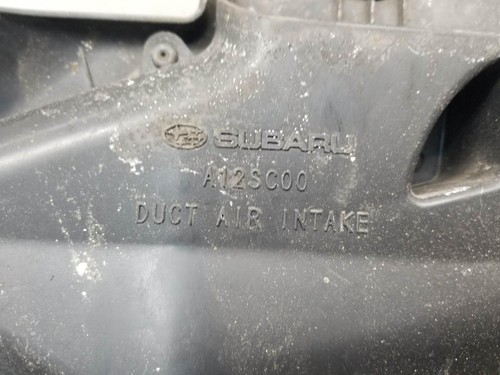 SUBARU
A12SC00
DUCT AIR INTAKE